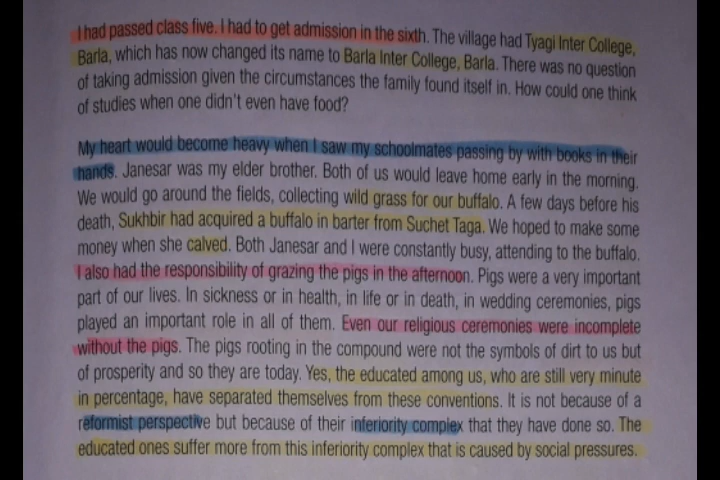 I had passed class five. I had to get admission in the sixth. The village had Tyagi Inter College,
Barla, which has now changed its name to Barla Inter College, Barla. There was no question
of taking admission given the circumstances the family found itself in. How could one think
of studies when one didn't even have food?
My heart would become heavy when I saw my schoolmates passing by with books in their
hands. Janesar was my elder brother. Both of us would leave home early in the morning.
We would go around the fields, collecting wild grass for our buffalo. A few days before his
death, Sukhbir had acquired a buffalo in barter from Suchet Taga. We hoped to make some
money when she calved. Both Janesar and I were constantly busy, attending to the buffalo.
I also had the responsibility of grazing the pigs in the afternoon. Pigs were a very important
part of our lives. In sickness or in health, in life or in death, in wedding ceremonies, pigs
played an important role in all of them. Even our religious ceremonies were incomplete
without the pigs. The pigs rooting in the compound were not the symbols of dirt to us but
of prosperity and so they are today. Yes, the educated among us, who are still very minute
in percentage, have separated themselves from these conventions. It is not because of a
reformist perspective but because of their inferiority complex that they have done so. The
educated ones suffer more from this inferiority complex that is caused by social pressures.